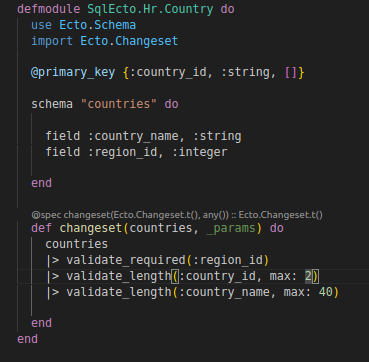 defmodule SqlEcto.Hr.Country do
  use Ecto.Schema
  import Ecto.Changeset
  @primary_key {:country_id, :string, []}
  schema "countries" do
    field :country_name, :string
    field :region_id, :integer
  end
  @spec changeset(Ecto.Changeset.t(), any()) :: Ecto.Changeset.t()
  def changeset(countries, _params) do
    countries
    |> validate_required(:region_id)
    |> validate_length(:country_id, max: 2)
    |> validate_length(:country_name, max: 40)
  end
end